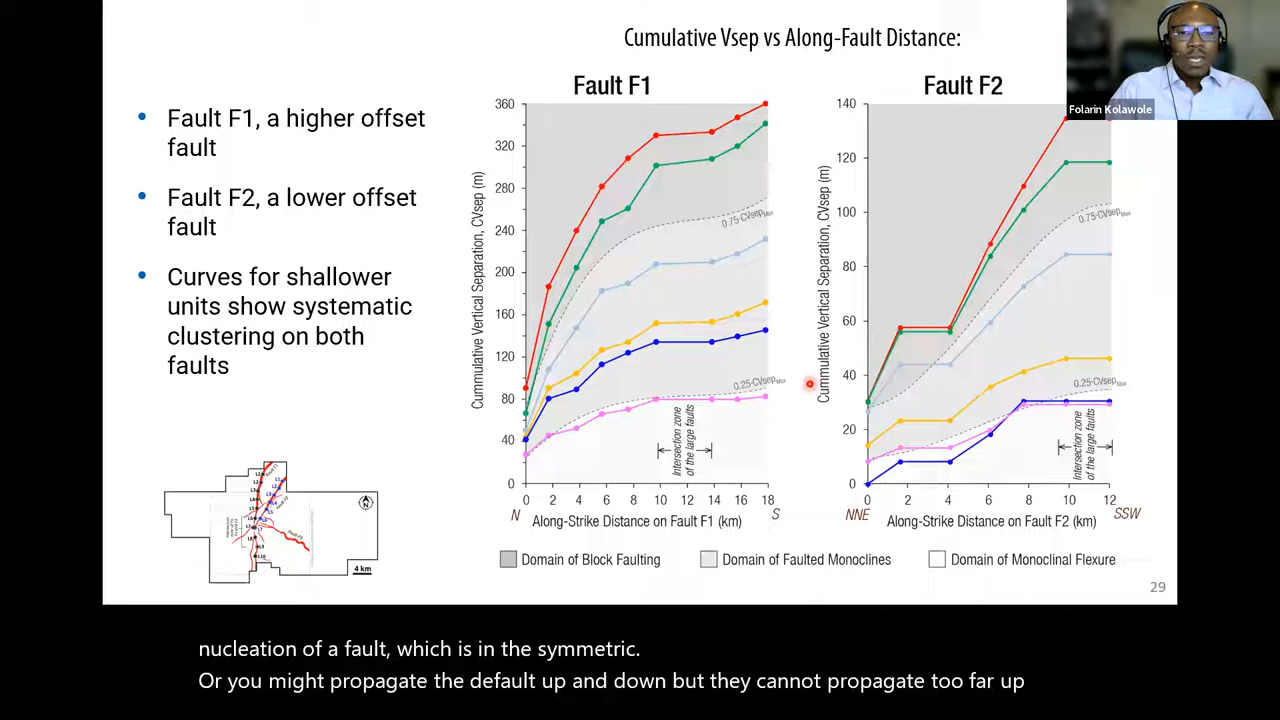 Cumulative Vsep vs Along-Fault Distance:
Folarin Kolawole
• Fault F1, a higher offset
fault
• Fault F2, a lower offset
fault
• Curves for shallower
units show systematic
clustering on both
faults
Fault F1
Cummulative Vertical Separation, CVsep (m)
360
320
280
240
200
160
120
80
40
0
0.75-CVsepMax
0.25-CVsepMax
Intersection zone
of the large faults
0 2 4 6 8 10 12 14 16 18
N Along-Strike Distance on Fault F1 (km) S
Fault F2
Cummulative Vertical Separation, CVsep (m)
140
120
100
80
60
40
20
0
0.75-CVsepMax
0.25-CVsepMax
Intersection zone
of the large faults
0 2 4 6 8 10 12
NNE Along-Strike Distance on Fault F2 (km) SSW
Domain of Block Faulting Domain of Faulted Monoclines Domain of Monoclinal Flexure
N
4 km
29
nucleation of a fault, which is in the symmetric.
Or you might propagate the default up and down but they cannot propagate too far up